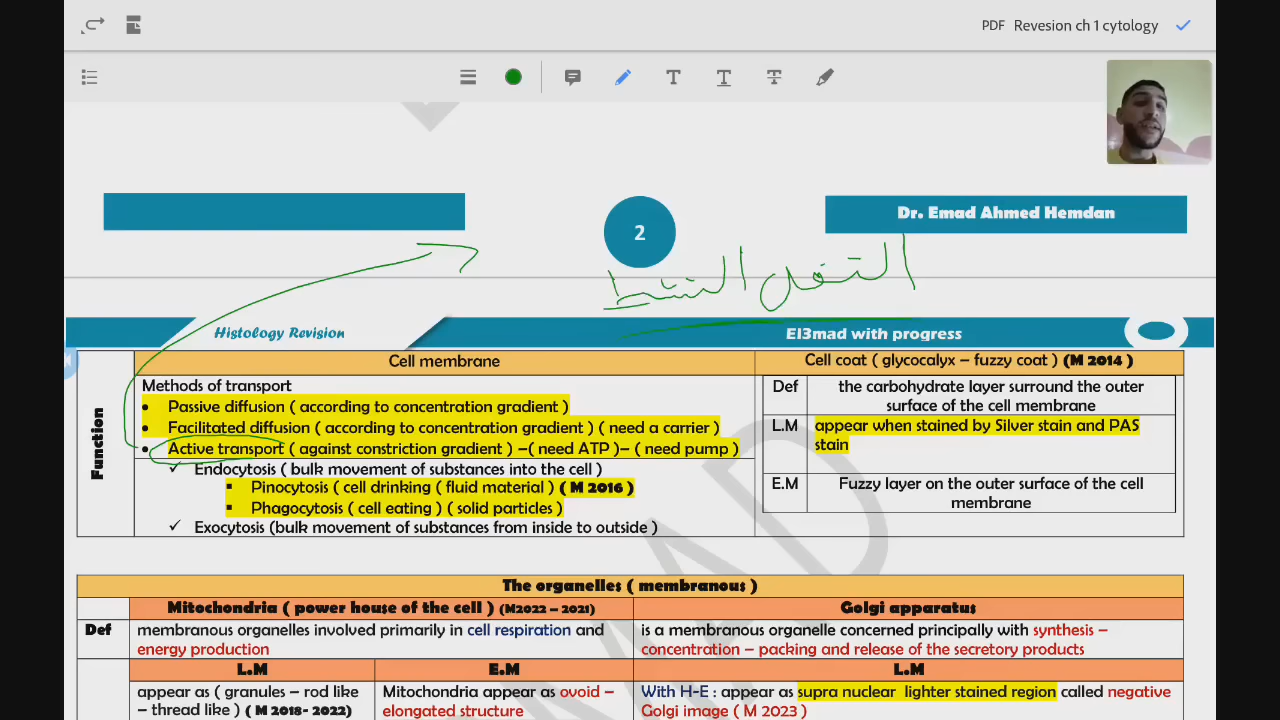 PDF Revesion ch 1 cytology
Dr. Emad Ahmed Hemdan
2
النقل النشط
Histology Revision
El3mad with progress
Function
Cell membrane
Methods of transport
• Passive diffusion ( according to concentration gradient )
• Facilitated diffusion ( according to concentration gradient ) ( need a carrier )
• Active transport ( against constriction gradient ) –( need ATP )– ( need pump )
✓ Endocytosis ( bulk movement of substances into the cell )
▪ Pinocytosis ( cell drinking ( fluid material ) ( M 2016 )
▪ Phagocytosis ( cell eating ) ( solid particles )
✓ Exocytosis (bulk movement of substances from inside to outside )
Cell coat ( glycocalyx – fuzzy coat ) (M 2014 )
Def the carbohydrate layer surround the outer
surface of the cell membrane
L.M appear when stained by Silver stain and PAS
stain
E.M Fuzzy layer on the outer surface of the cell
membrane
MAD
The organelles ( membranous )
Mitochondria ( power house of the cell ) (M2022 – 2021)
Golgi apparatus
Def
membranous organelles involved primarily in cell respiration and
energy production
is a membranous organelle concerned principally with synthesis –
concentration – packing and release of the secretory products
L.M
E.M
L.M
appear as ( granules – rod like
– thread like ) ( M 2018- 2022)
Mitochondria appear as ovoid –
elongated structure
With H-E : appear as supra nuclear lighter stained region called negative
Golgi image ( M 2023 )